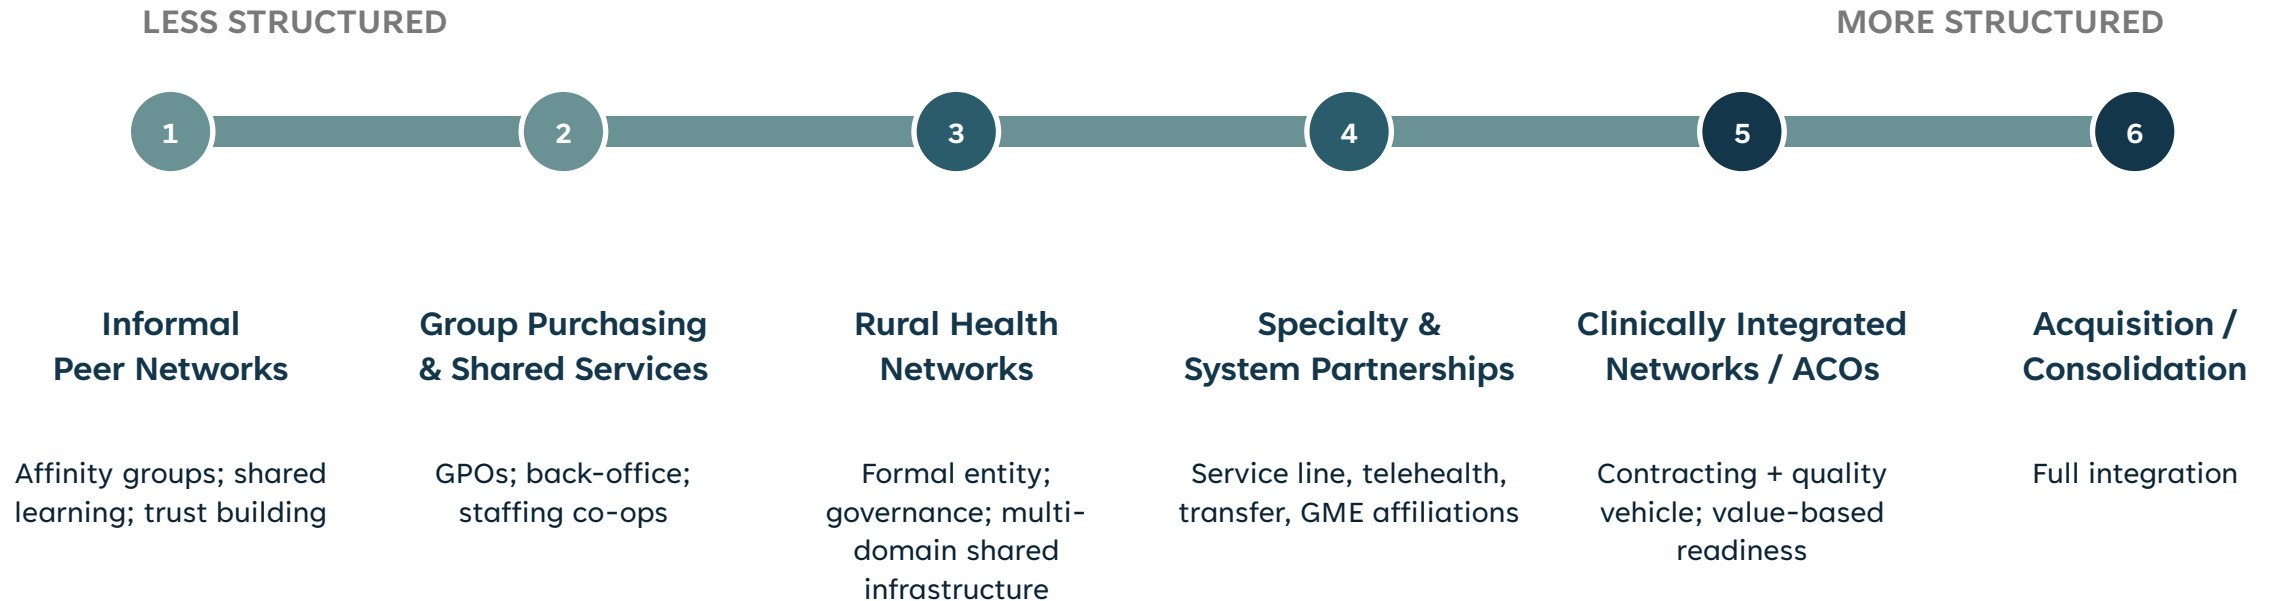 LESS STRUCTURED
MORE STRUCTURED
1
2
3
4
5
6
Informal
Peer Networks
Group Purchasing
& Shared Services
Rural Health
Networks
Specialty &
System Partnerships
Clinically Integrated
Networks / ACOs
Acquisition /
Consolidation
Affinity groups; shared
learning; trust building
GPOs; back-office;
staffing co-ops
Formal entity;
governance; multi-
domain shared
infrastructure
Service line, telehealth,
transfer, GME affiliations
Contracting + quality
vehicle; value-based
readiness
Full integration